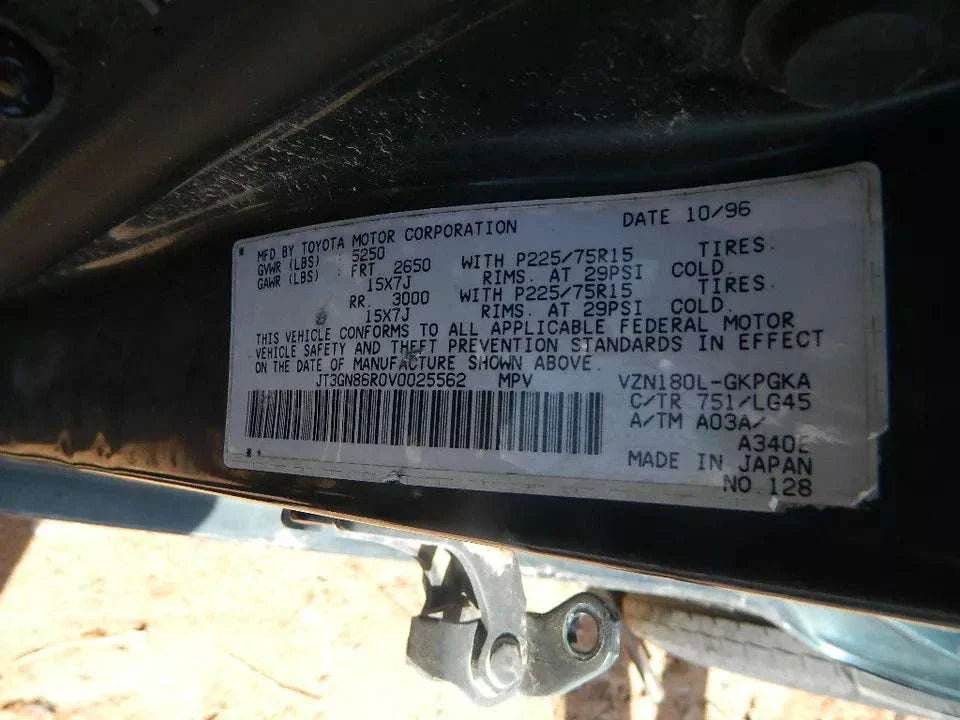 MFD BY TOYOTA MOTOR CORPORATION DATE 10/96
GVWR (LBS) : 5250 WITH P225/75R15 TIRES.
GAWR (LBS) : FRT 2650 RIMS. AT 29PSI COLD.
15X7J WITH P225/75R15 TIRES.
RR. 3000 RIMS. AT 29PSI COLD.
15X7J
THIS VEHICLE CONFORMS TO ALL APPLICABLE FEDERAL MOTOR
VEHICLE SAFETY AND THEFT PREVENTION STANDARDS IN EFFECT
ON THE DATE OF MANUFACTURE SHOWN ABOVE.
JT3GN86R0V0025562 MPV VZN180L-GKPGKA
C/TR 751/LG45
A/TM A03A/
A340E
MADE IN JAPAN
NO.128